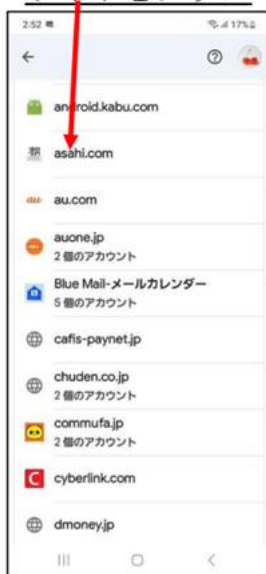 2:52
17%
android.kabu.com
asahi.com
au
au.com
auone.jp
2 個のアカウント
Blue Mail-メールカレンダー
5 個のアカウント
cafis-paynet.jp
chuden.co.jp
2 個のアカウント
commufa.jp
2 個のアカウント
C
cyberlink.com
dmoney.jp